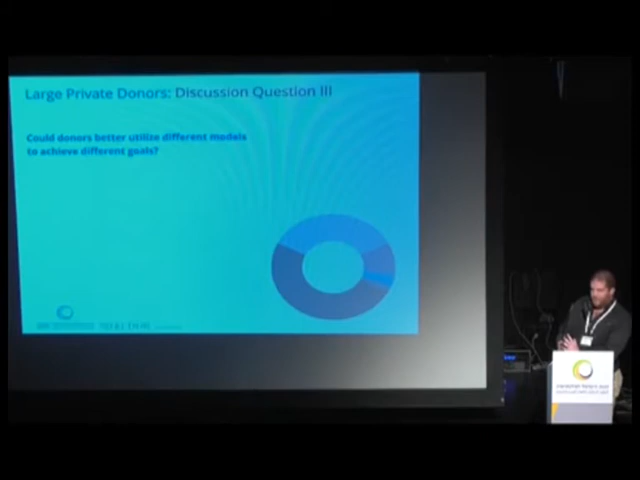 Large Private Donors: Discussion Question III
Could donors better utilize different models
to achieve different goals?